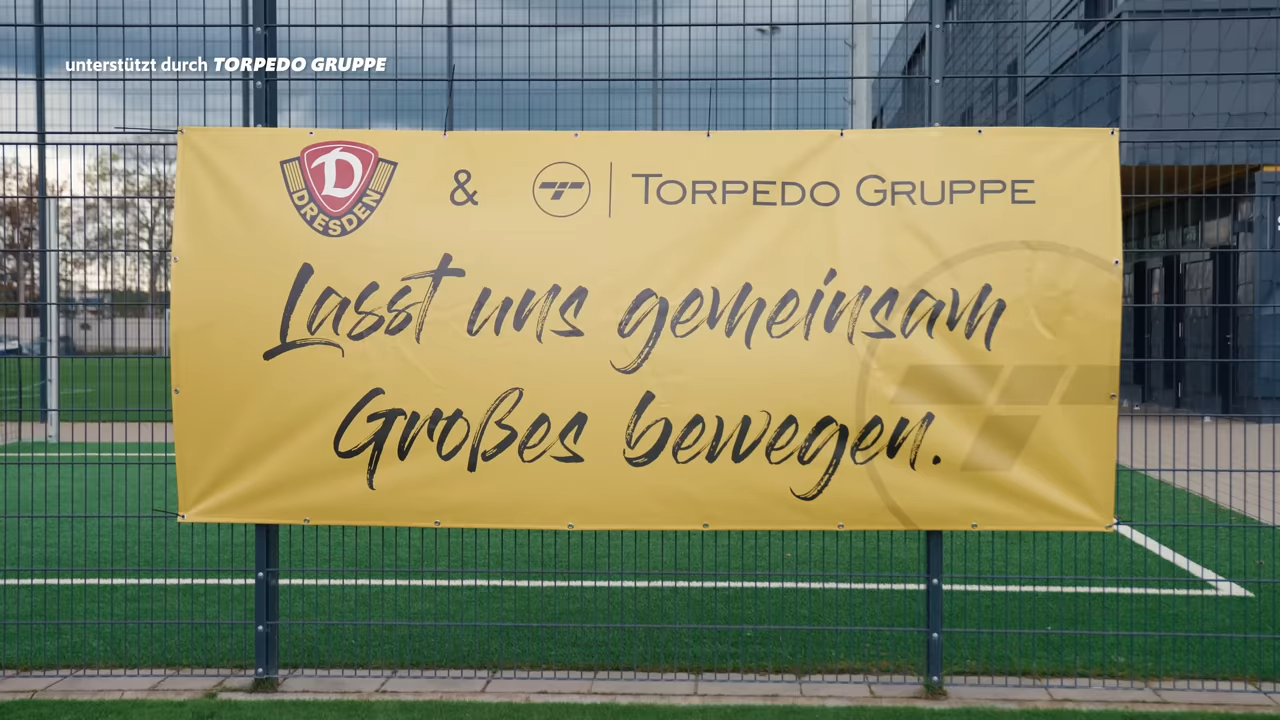 unterstützt durch TORPEDO GRUPPE
D
DRESDEN
& TORPEDO GRUPPE
Lasst uns gemeinsam
Großes bewegen.